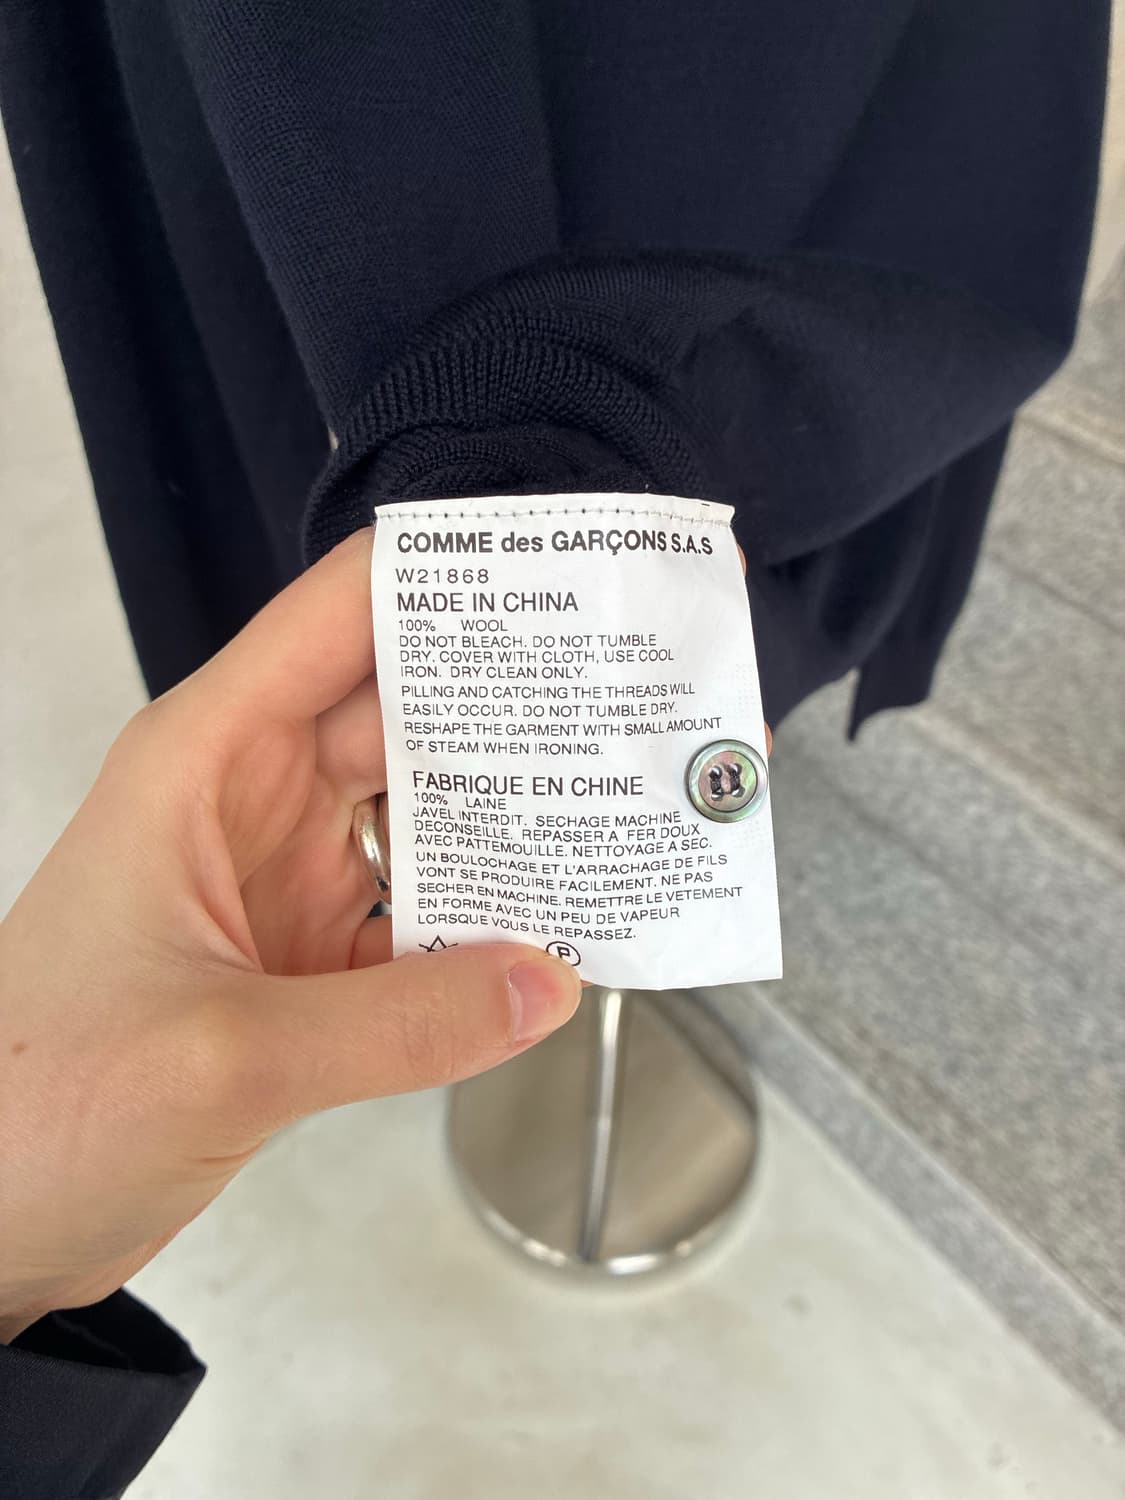 COMME des GARÇONS S.A.S
W21868
MADE IN CHINA
100% WOOL
DO NOT BLEACH. DO NOT TUMBLE
DRY. COVER WITH CLOTH, USE COOL
IRON. DRY CLEAN ONLY.
PILLING AND CATCHING THE THREADS WILL
EASILY OCCUR. DO NOT TUMBLE DRY.
RESHAPE THE GARMENT WITH SMALL AMOUNT
OF STEAM WHEN IRONING.
FABRIQUE EN CHINE
100% LAINE
JAVEL INTERDIT. SECHAGE MACHINE
DECONSEILLE. REPASSER A FER DOUX
AVEC PATTEMOUILLE. NETTOYAGE A SEC.
UN BOULOCHAGE ET L'ARRACHAGE DE FILS
VONT SE PRODUIRE FACILEMENT. NE PAS
SECHER EN MACHINE. REMETTRE LE VETEMENT
EN FORME AVEC UN PEU DE VAPEUR
LORSQUE VOUS LE REPASSEZ.
P